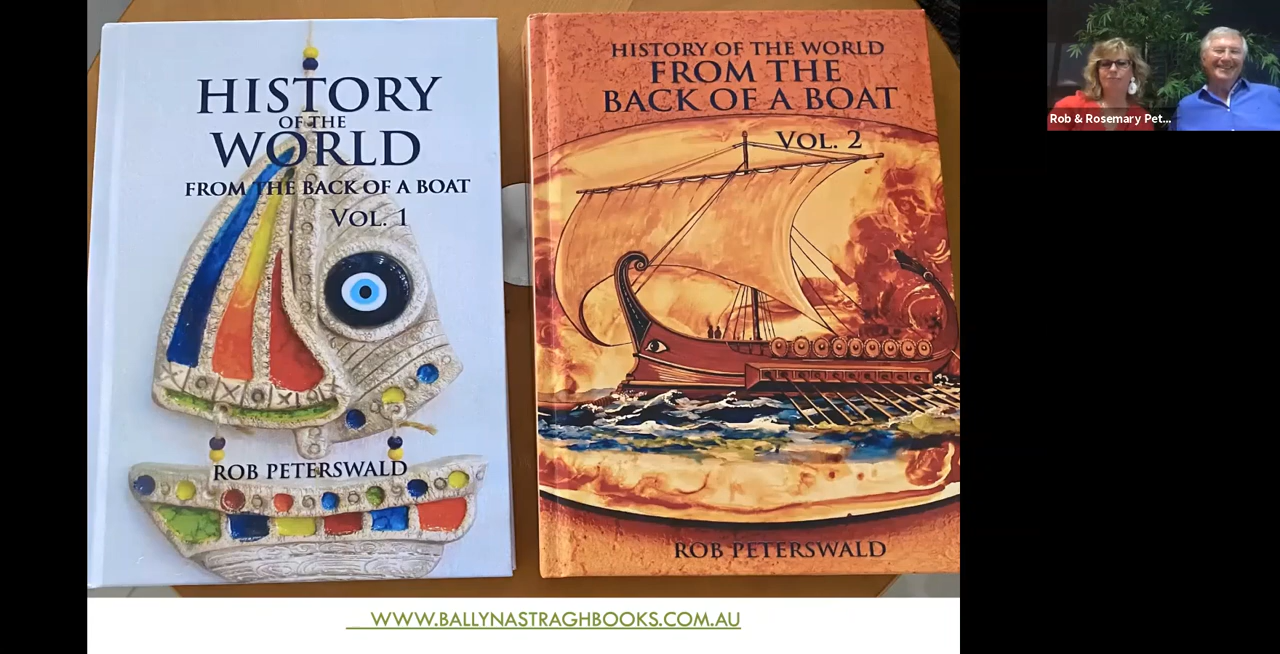 HISTORY
OF THE
WORLD
FROM THE BACK OF A BOAT
VOL. 1
ROB PETERSWALD
HISTORY OF THE WORLD
FROM THE
BACK OF A BOAT
VOL. 2
ROB PETERSWALD
WWW.BALLYNASTRAGHBOOKS.COM.AU
Rob & Rosemary Pet...